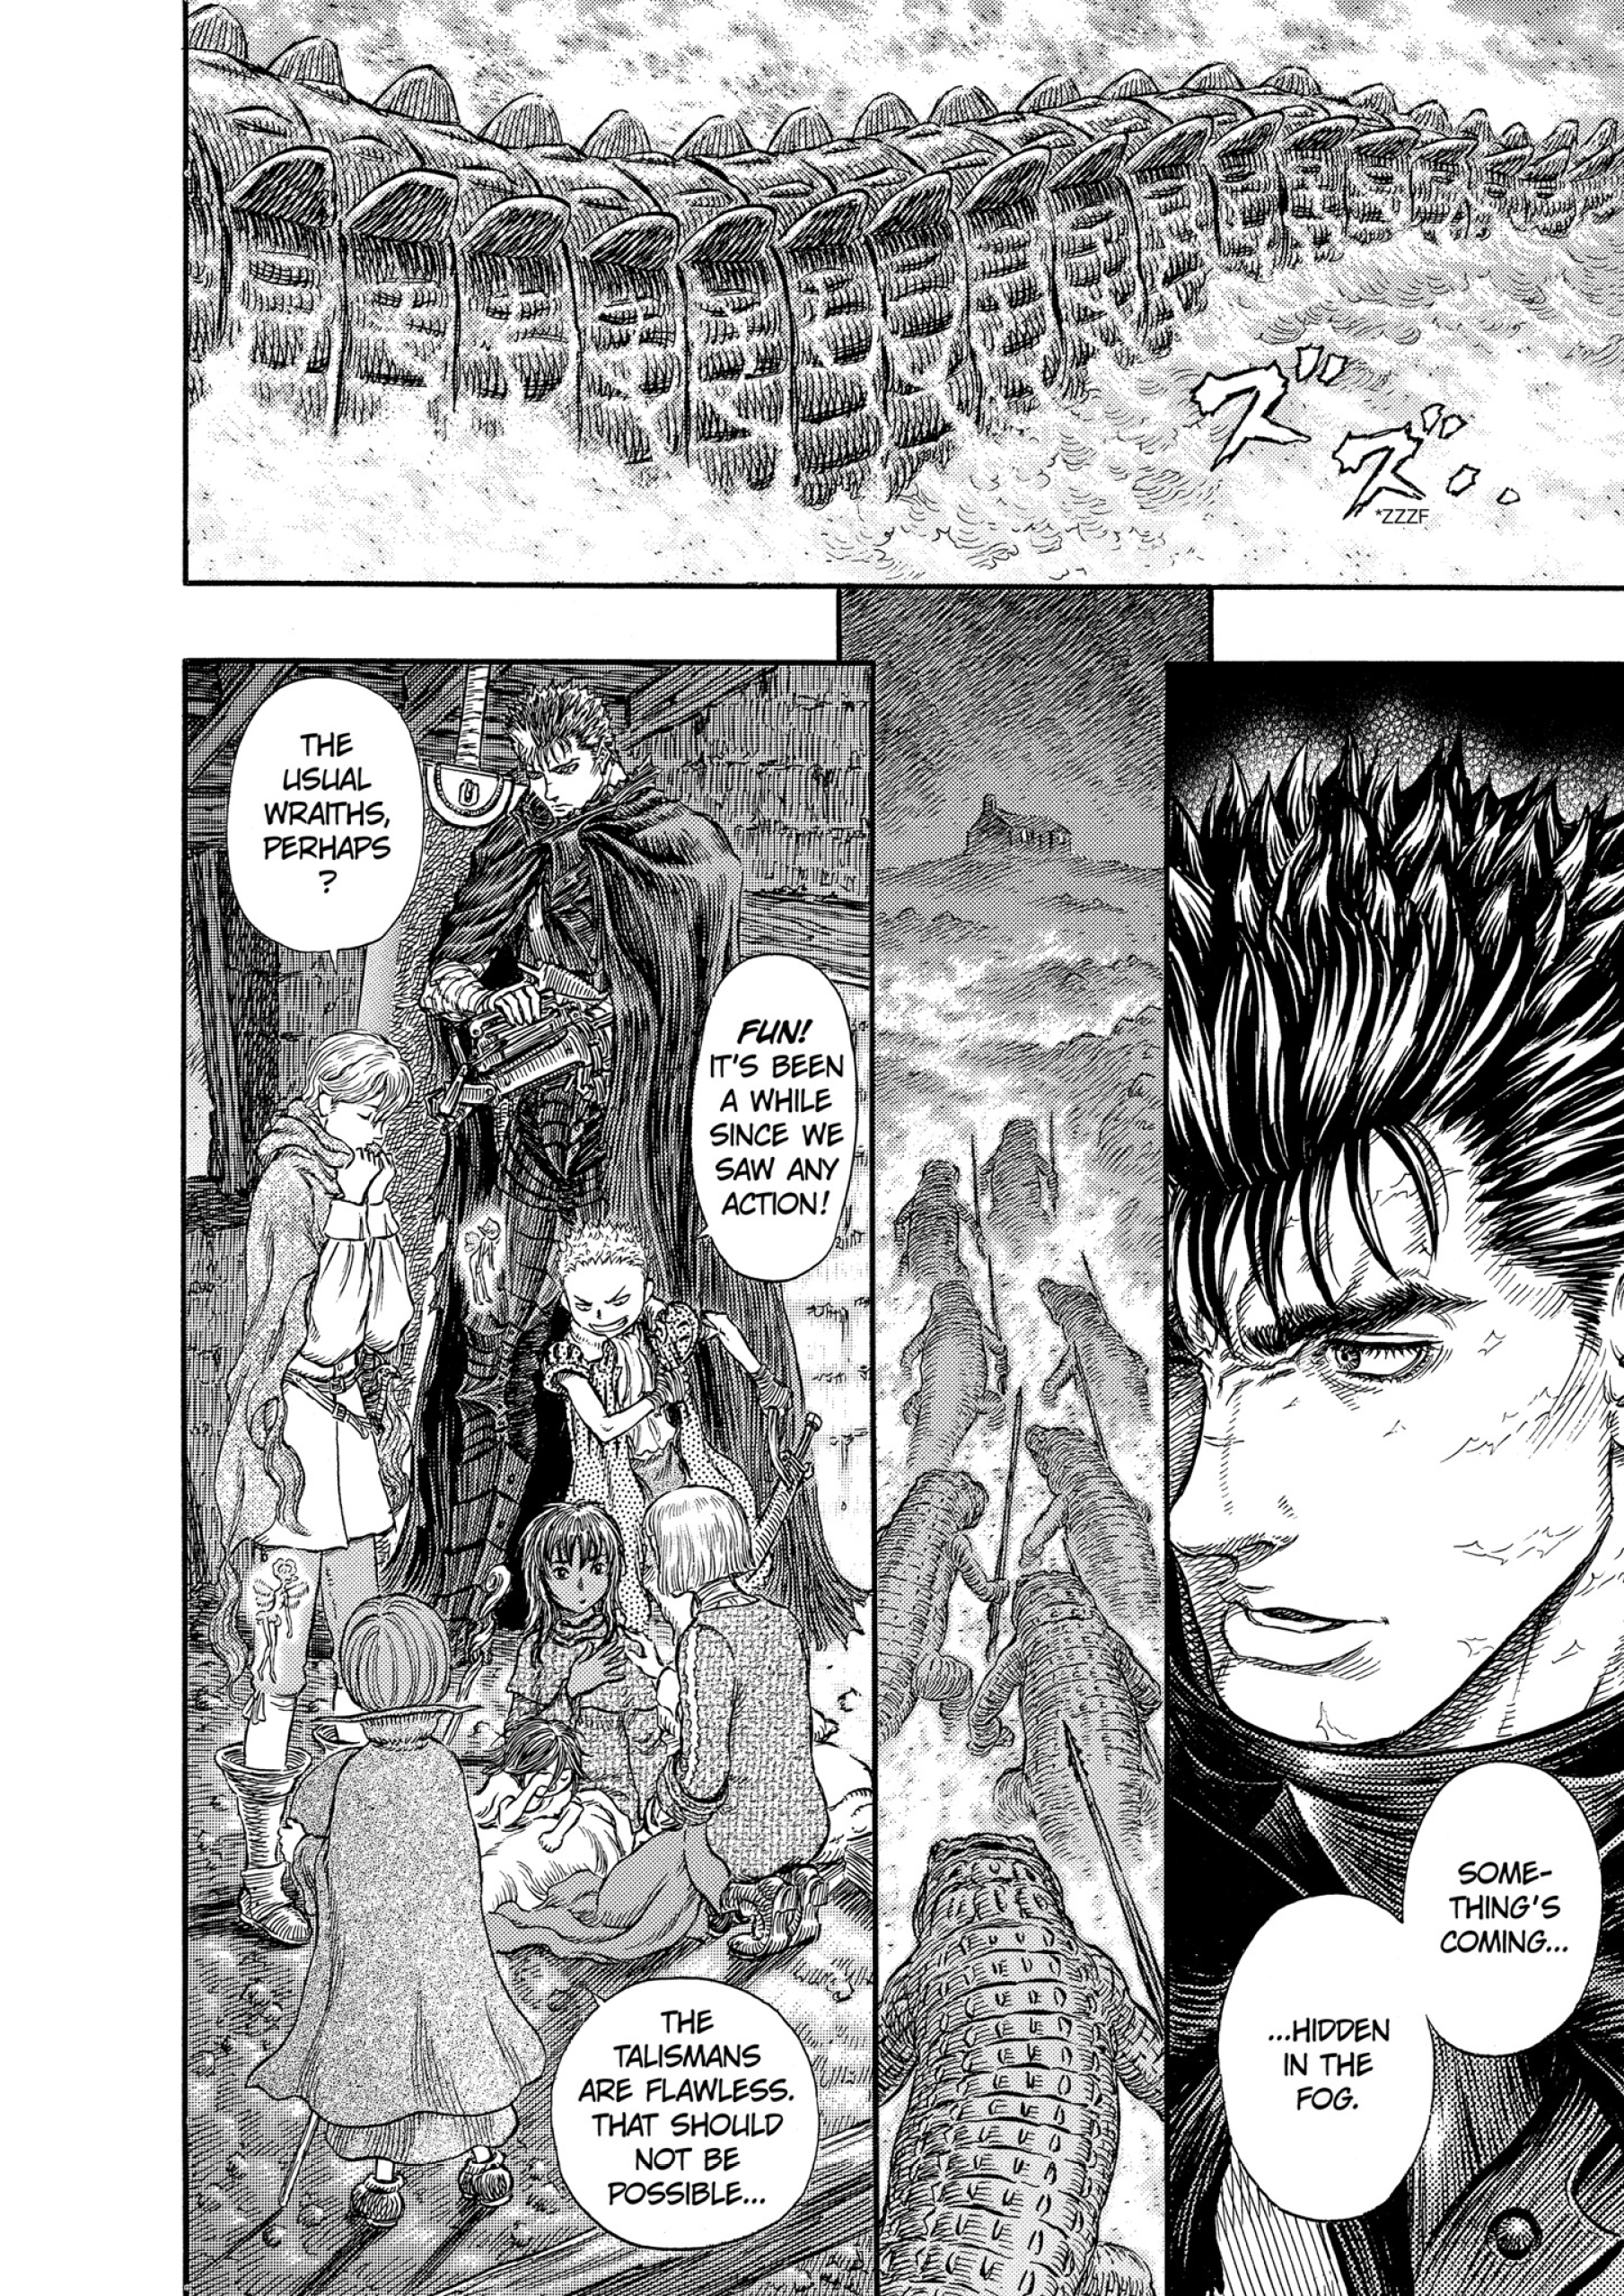 ズズ
*ZZZF
SOME-
THING'S
COMING...
...HIDDEN
IN THE
FOG.
FUN!
IT'S BEEN
A WHILE
SINCE WE
SAW ANY
ACTION!
THE
USUAL
WRAITHS,
PERHAPS
?
THE
TALISMANS
ARE FLAWLESS.
THAT SHOULD
NOT BE
POSSIBLE...